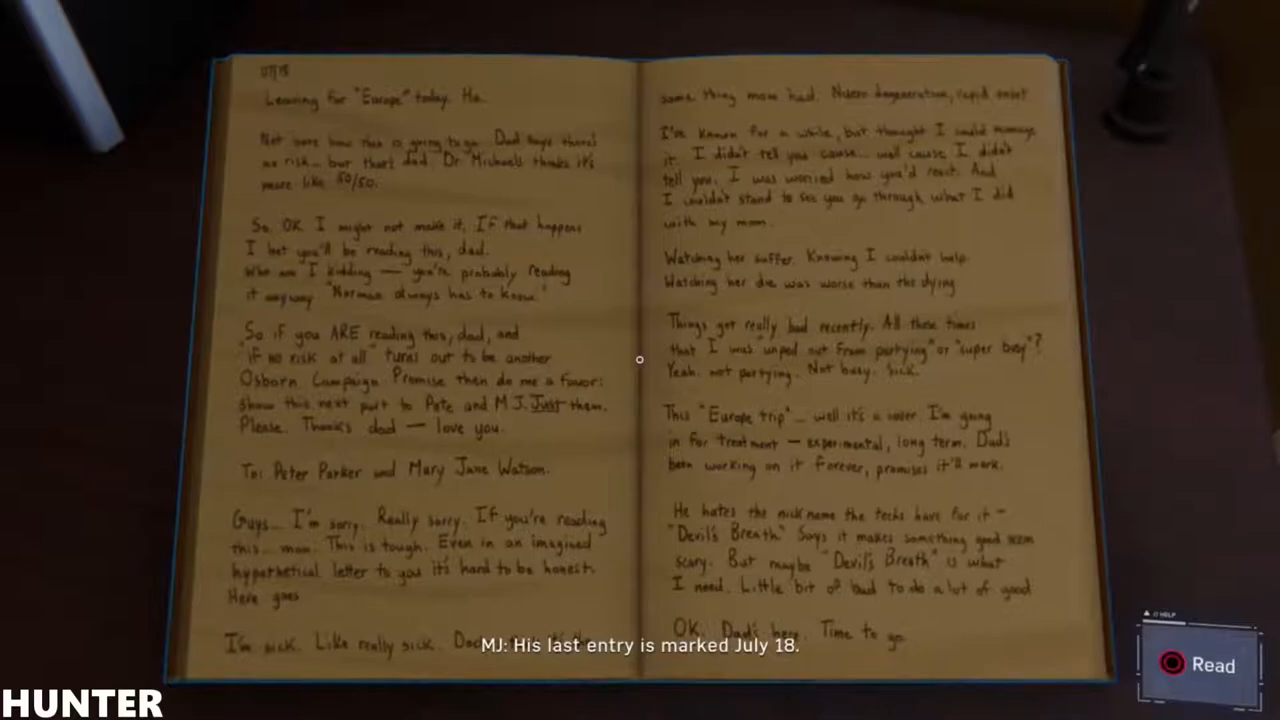 07/18
Leaving for "Europe" today. Ha.
Not sure how this is going to go. Dad says there's
no risk... but that's dad. Dr Michaels thinks it's
more like 50/50.
So OK I might not make it. If that happens
I bet you'll be reading this, dad.
Who am I kidding — you're probably reading
it anyway "Norman always has to know."
So if you ARE reading this, dad, and
"if no risk at all" turns out to be another
Osborn Campaign Promise then do me a favor:
show this next part to Pete and MJ. Just them.
Please. Thanks dad — love you.
To: Peter Parker and Mary Jane Watson.
Guys... I'm sorry. Really sorry. If you're reading
this... man. This is tough. Even in an imagined
hypothetical letter to you it's hard to be honest.
Here goes
I'm sick. Like really sick.
some thing mom had. degeneration, rapid onset
I've known for a while, but thought I could manage
it. I didn't tell you cause... well cause I didn't
tell you. I was worried how you'd react. And
I couldn't stand to see you go through what I did
with my mom.
Watching her suffer. Knowing I couldn't help.
Watching her die was worse than the dying
Things got really bad recently. All these times
that I was "wiped out from partying" or "super busy"?
Yeah. not partying. Not busy. Sick.
This "Europe trip"... well it's a cover. I'm going
in for treatment — experimental, long term. Dad's
been working on it forever, promises it'll work.
He hates the nickname the techs have for it -
"Devil's Breath" Says it makes something good seem
scary. But maybe "Devil's Breath" is what
I need. Little bit of bad to do a lot of good
OK. Dad's here. Time to go.
MJ: His last entry is marked July 18.
HELP
Read
HUNTER